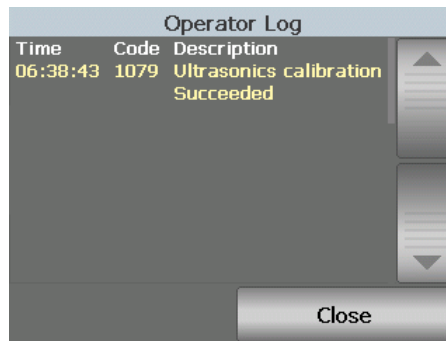 Operator Log
Time Code Description
06:38:43 1079 Ultrasonics calibration
Succeeded
Close